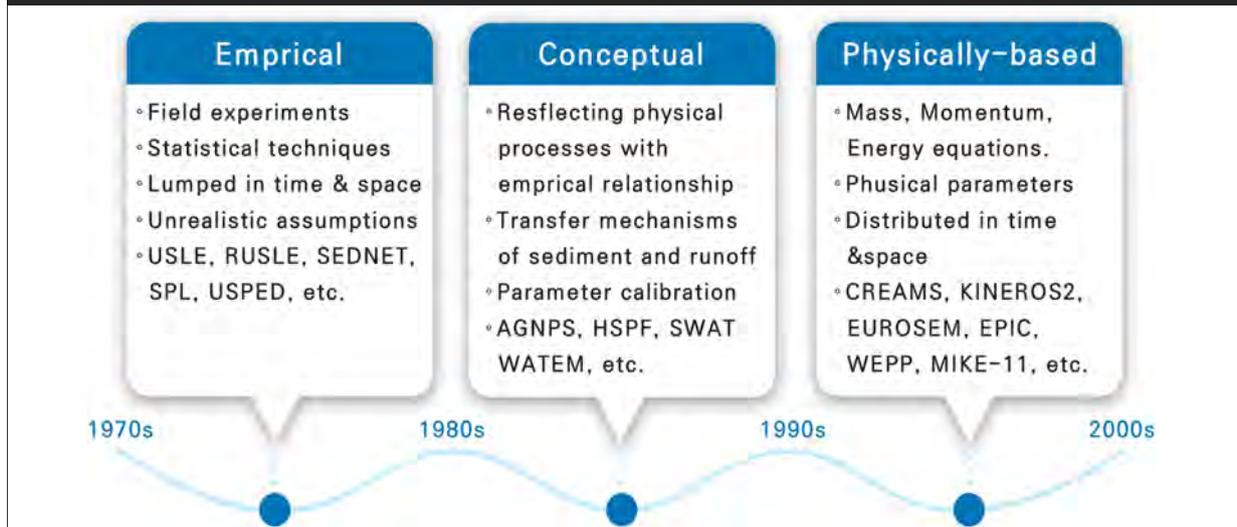 Emprical
◦Field experiments
◦Statistical techniques
◦Lumped in time & space
◦Unrealistic assumptions
◦USLE, RUSLE, SEDNET,
SPL, USPED, etc.
Conceptual
◦Resflecting physical
processes with
emprical relationship
◦Transfer mechanisms
of sediment and runoff
◦Parameter calibration
◦AGNPS, HSPF, SWAT
WATEM, etc.
Physically-based
◦Mass, Momentum,
Energy equations.
◦Phusical parameters
◦Distributed in time
&space
◦CREAMS, KINEROS2,
EUROSEM, EPIC,
WEPP, MIKE-11, etc.
1970s
1980s
1990s
2000s